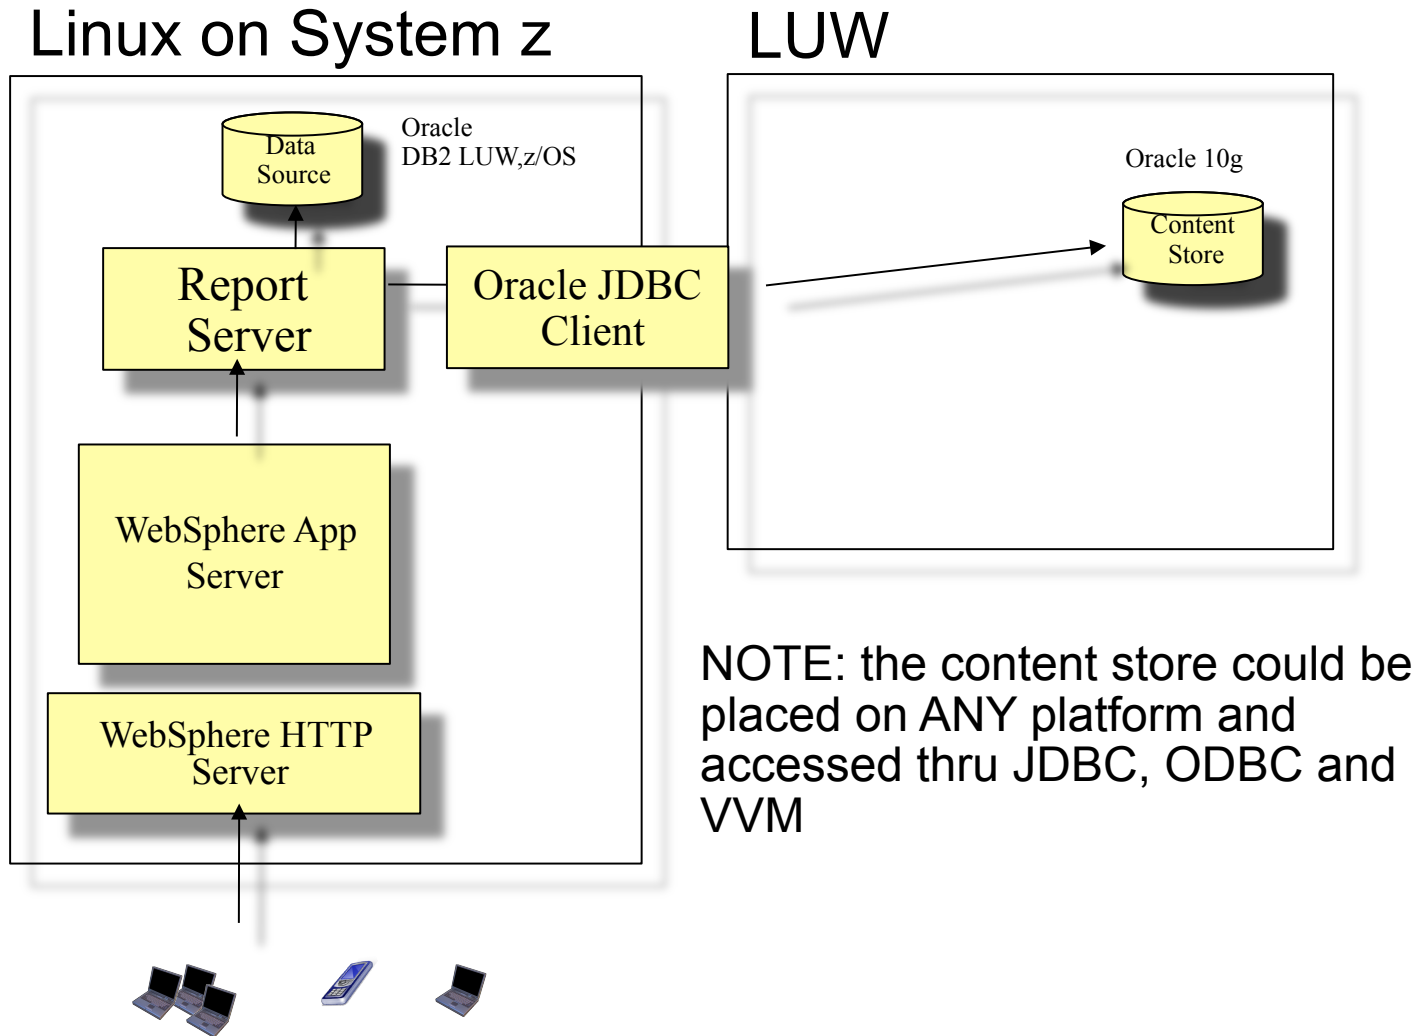 Linux on System z
LUW
Data
Source
Oracle
DB2 LUW,z/OS
Oracle 10g
Content
Store
Report
Server
Oracle JDBC
Client
WebSphere App
Server
WebSphere HTTP
Server
NOTE: the content store could be
placed on ANY platform and
accessed thru JDBC, ODBC and
VVM